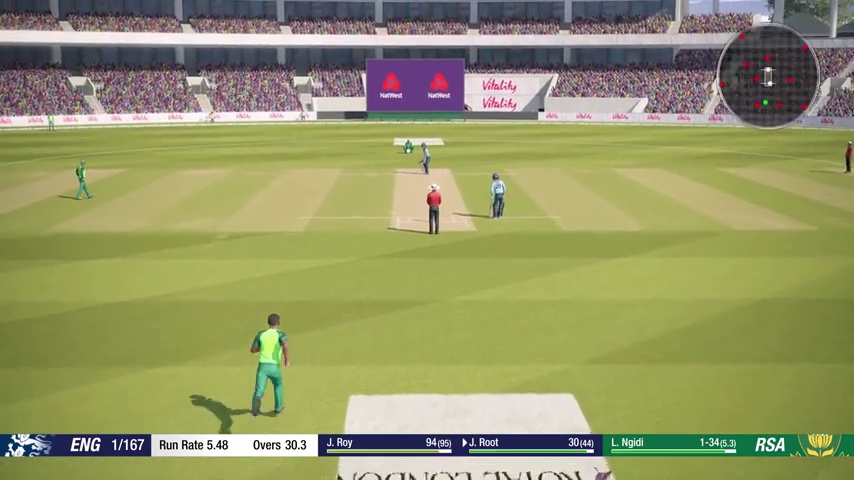 NatWest NatWest
Vitality
Vitality
ENG 1/167 Run Rate 5.48 Overs 30.3 J. Roy 94(95) J. Root 30(44) L. Ngidi 1-34(5.3) RSA
ROYAL LONDON